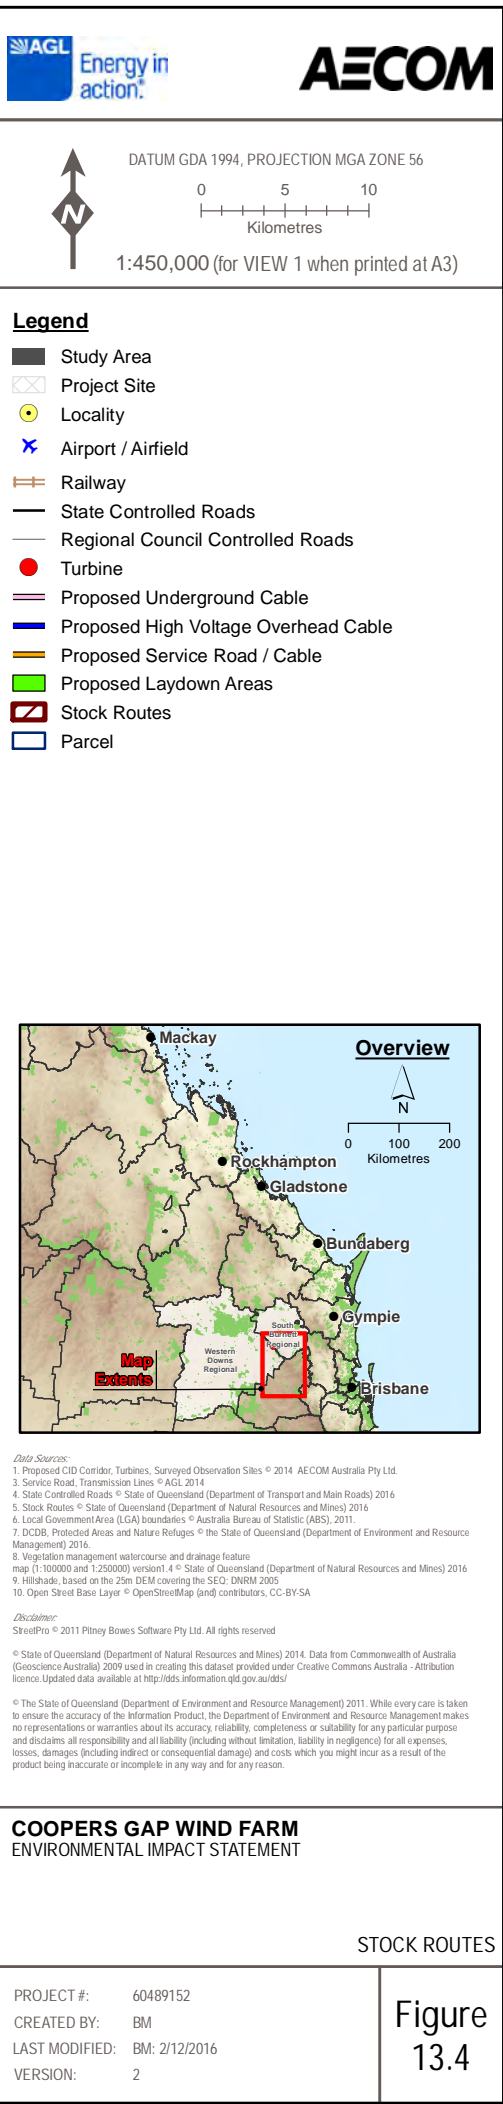 AGL
Energy in
action.®
AECOM
DATUM GDA 1994, PROJECTION MGA ZONE 56
0 5 10
Kilometres
N
1:450,000 (for VIEW 1 when printed at A3)
Legend
Study Area
Project Site
Locality
Airport / Airfield
Railway
State Controlled Roads
Regional Council Controlled Roads
Turbine
Proposed Underground Cable
Proposed High Voltage Overhead Cable
Proposed Service Road / Cable
Proposed Laydown Areas
Stock Routes
Parcel
Mackay
Overview
N
0 100 200
Kilometres
Rockhampton
Gladstone
Bundaberg
Gympie
South
Burnett
Regional
Western
Downs
Regional
Map
Extents
Brisbane
Data Sources:
1. Proposed CID Corridor, Turbines, Surveyed Observation Sites © 2014 AECOM Australia Pty Ltd.
3. Service Road, Transmission Lines © AGL 2014
4. State Controlled Roads © State of Queensland (Department of Transport and Main Roads) 2016
5. Stock Routes © State of Queensland (Department of Natural Resources and Mines) 2016
6. Local Government Area (LGA) boundaries © Australia Bureau of Statistic (ABS), 2011.
7. DCDB, Protected Areas and Nature Refuges © the State of Queensland (Department of Environment and Resource
Management) 2016.
8. Vegetation management watercourse and drainage feature
map (1:100000 and 1:250000) version1.4 © State of Queensland (Department of Natural Resources and Mines) 2016
9. Hillshade, based on the 25m DEM covering the SEQ; DNRM 2005
10. Open Street Base Layer © OpenStreetMap (and) contributors, CC-BY-SA
Disclaimer:
StreetPro © 2011 Pitney Bowes Software Pty Ltd. All rights reserved
© State of Queensland (Department of Natural Resources and Mines) 2014. Data from Commonwealth of Australia
(Geoscience Australia) 2009 used in creating this dataset provided under Creative Commons Australia - Attribution
licence.Updated data available at http://dds.information.qld.gov.au/dds/
© The State of Queensland (Department of Environment and Resource Management) 2011. While every care is taken
to ensure the accuracy of the Information Product, the Department of Environment and Resource Management makes
no representations or warranties about its accuracy, reliability, completeness or suitability for any particular purpose
and disclaims all responsibility and all liability (including without limitation, liability in negligence) for all expenses,
losses, damages (including indirect or consequential damage) and costs which you might incur as a result of the
product being inaccurate or incomplete in any way and for any reason.
COOPERS GAP WIND FARM
ENVIRONMENTAL IMPACT STATEMENT
STOCK ROUTES
PROJECT #: 60489152
CREATED BY: BM
LAST MODIFIED: BM: 2/12/2016
VERSION: 2
Figure
13.4